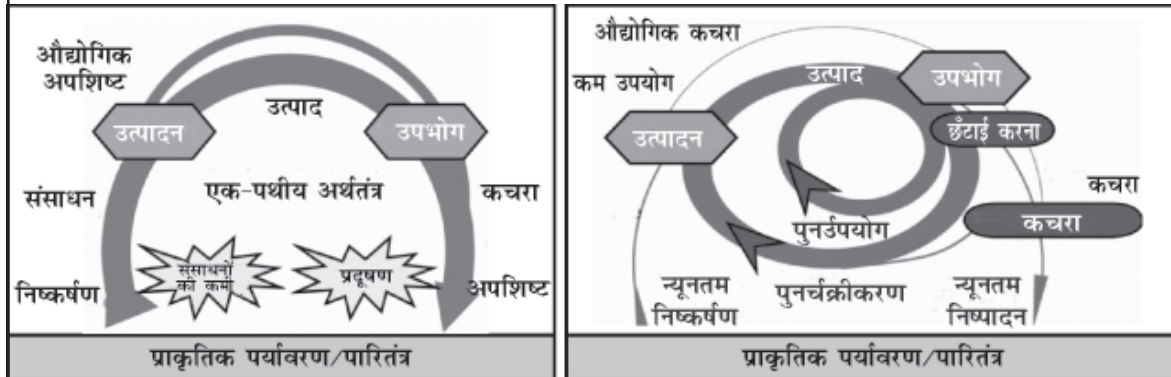 औद्योगिक
अपशिष्ट
उत्पाद
उत्पादन
उपभोग
संसाधन
एक-पथीय अर्थतंत्र
कचरा
संसाधनों
की कमी
प्रदूषण
निष्कर्षण
अपशिष्ट
प्राकृतिक पर्यावरण/पारितंत्र
औद्योगिक कचरा
कम उपयोग
उत्पाद
उपभोग
उत्पादन
छँटाई करना
कचरा
कचरा
पुनर्उपयोग
न्यूनतम
निष्कर्षण
पुनर्चक्रीकरण
न्यूनतम
निष्पादन
प्राकृतिक पर्यावरण/पारितंत्र